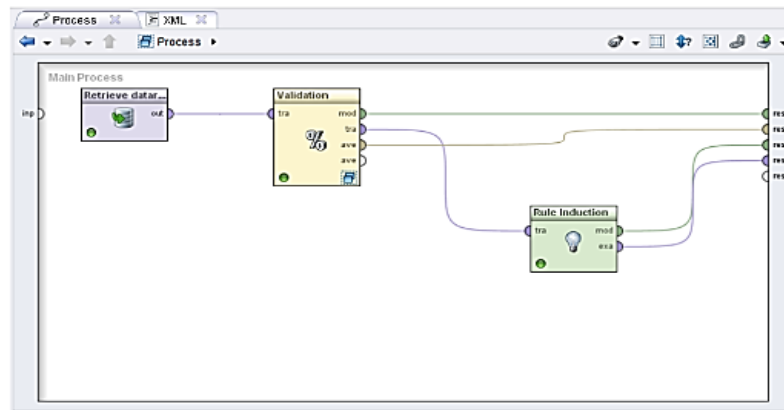 Process
XML
Process
Main Process
inp
Retrieve datar...
out
Validation
tra
mod
tra
ave
ave
%
Rule Induction
tra
mod
exa
res
res
res
res
res